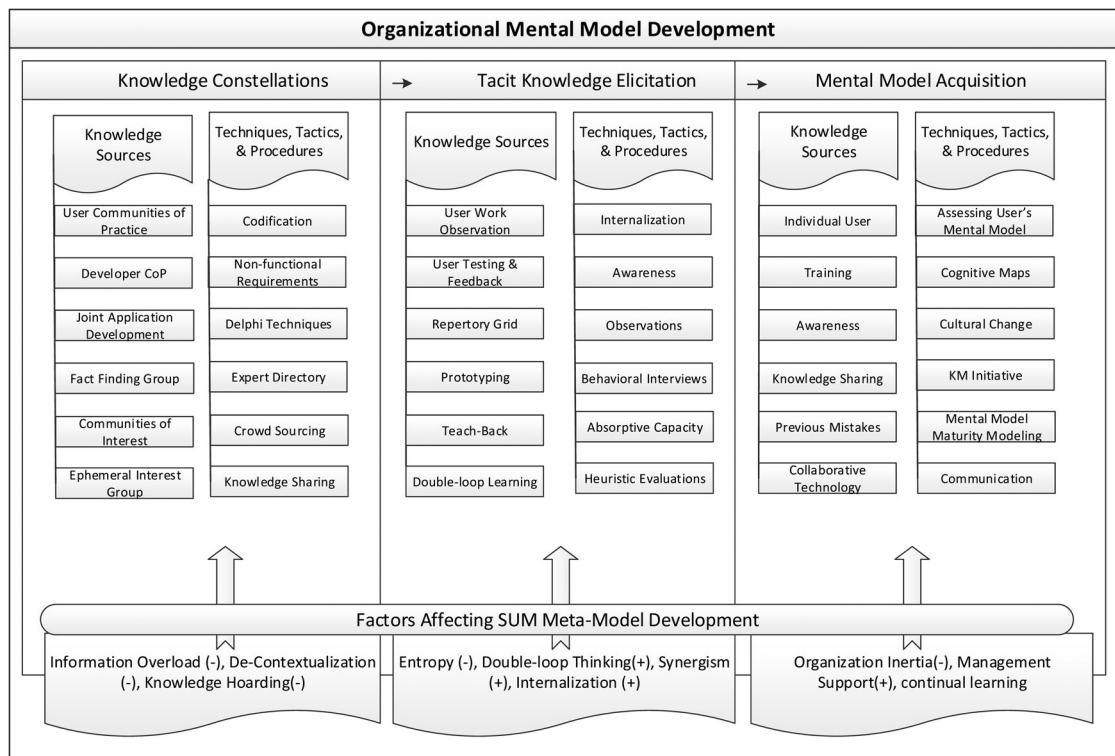 Organizational Mental Model Development
Knowledge Constellations
Tacit Knowledge Elicitation
Mental Model Acquisition
Knowledge
Sources
Techniques, Tactics,
& Procedures
User Communities of
Practice
Developer CoP
Joint Application
Development
Fact Finding Group
Communities of
Interest
Ephemeral Interest
Group
Codification
Non-functional
Requirements
Delphi Techniques
Expert Directory
Crowd Sourcing
Knowledge Sharing
Knowledge Sources
Techniques, Tactics,
& Procedures
User Work
Observation
User Testing &
Feedback
Repertory Grid
Prototyping
Teach-Back
Double-loop Learning
Internalization
Awareness
Observations
Behavioral Interviews
Absorptive Capacity
Heuristic Evaluations
Knowledge
Sources
Techniques, Tactics,
& Procedures
Individual User
Training
Awareness
Knowledge Sharing
Previous Mistakes
Collaborative
Technology
Assessing User's
Mental Model
Cognitive Maps
Cultural Change
KM Initiative
Mental Model
Maturity Modeling
Communication
Factors Affecting SUM Meta-Model Development
Information Overload (-), De-Contextualization
(-), Knowledge Hoarding(-)
Entropy (-), Double-loop Thinking(+), Synergism
(+), Internalization (+)
Organization Inertia(-), Management
Support(+), continual learning